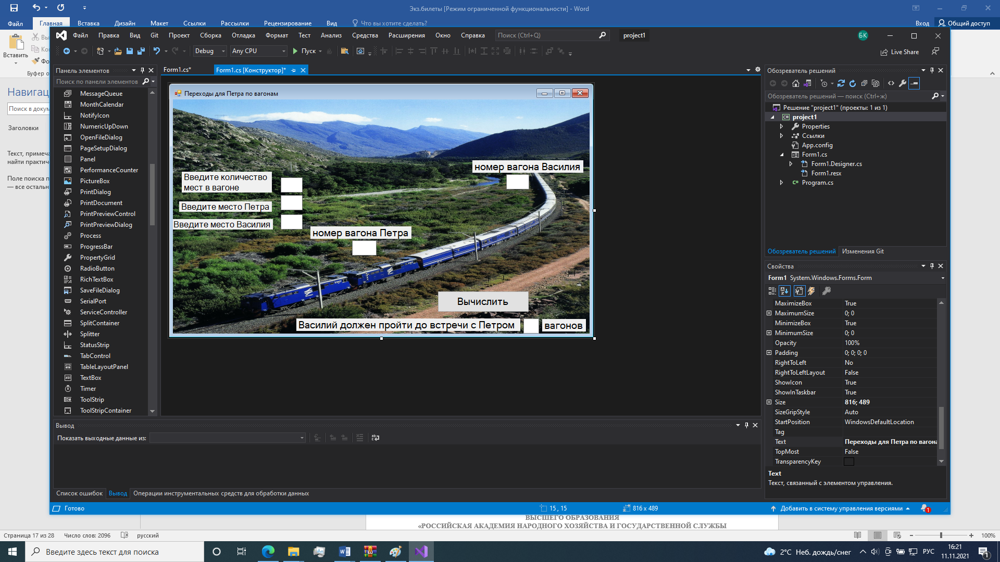 Экз.билеты [Режим ограниченной функциональности] - Word
Файл Главная Вставка Дизайн Макет Ссылки Рассылки Рецензирование Вид Что вы хотите сделать? Вход Общий доступ
Вставить
Буфер о
Навигац
Поиск в докум
Заголовки
Текст, примеча
найти практич
Поле поиска п
— все остальн
Файл Правка Вид Git Проект Сборка Отладка Формат Тест Анализ Средства Расширения Окно Справка Поиск (Ctrl+Q) project1 БК
Debug Any CPU Пуск Live Share
Панель элементов
Поиск по панели элементов
MessageQueue
MonthCalendar
NotifyIcon
NumericUpDown
OpenFileDialog
PageSetupDialog
Panel
PerformanceCounter
PictureBox
PrintDialog
PrintDocument
PrintPreviewControl
PrintPreviewDialog
Process
ProgressBar
PropertyGrid
RadioButton
RichTextBox
SaveFileDialog
SerialPort
ServiceController
SplitContainer
Splitter
StatusStrip
TabControl
TableLayoutPanel
TextBox
Timer
ToolStrip
ToolStripContainer
Form1.cs* Form1.cs [Конструктор]*
Переходы для Петра по вагонам
номер вагона Василия
Введите количество
мест в вагоне
Введите место Петра
Введите место Василия
номер вагона Петра
Вычислить
Василий должен пройти до встречи с Петром вагонов
Обозреватель решений
Обозреватель решений — поиск (Ctrl+ж)
Решение "project1" (проекты: 1 из 1)
project1
Properties
Ссылки
App.config
Form1.cs
Form1.Designer.cs
Form1.resx
Program.cs
Обозреватель решений Изменения Git
Свойства
Form1 System.Windows.Forms.Form
MaximizeBox True
MaximumSize 0; 0
MinimizeBox True
MinimumSize 0; 0
Opacity 100%
Padding 0; 0; 0; 0
RightToLeft No
RightToLeftLayout False
ShowIcon True
ShowInTaskbar True
Size 816; 489
SizeGripStyle Auto
StartPosition WindowsDefaultLocation
Tag
Text Переходы для Петра по вагона
TopMost False
TransparencyKey
Text
Текст, связанный с элементом управления.
Вывод
Показать выходные данные из:
Список ошибок Вывод Операции инструментальных средств для обработки данных
Готово 15 , 15 816 x 489 Добавить в систему управления версиями 1
ВЫСШЕГО ОБРАЗОВАНИЯ
«РОССИЙСКАЯ АКАДЕМИЯ НАРОДНОГО ХОЗЯЙСТВА И ГОСУДАРСТВЕННОЙ СЛУЖБЫ
Страница 17 из 28 Число слов: 2096 русский 100%
Введите здесь текст для поиска 2°C Неб. дождь/снег РУС 16:21
11.11.2021 1